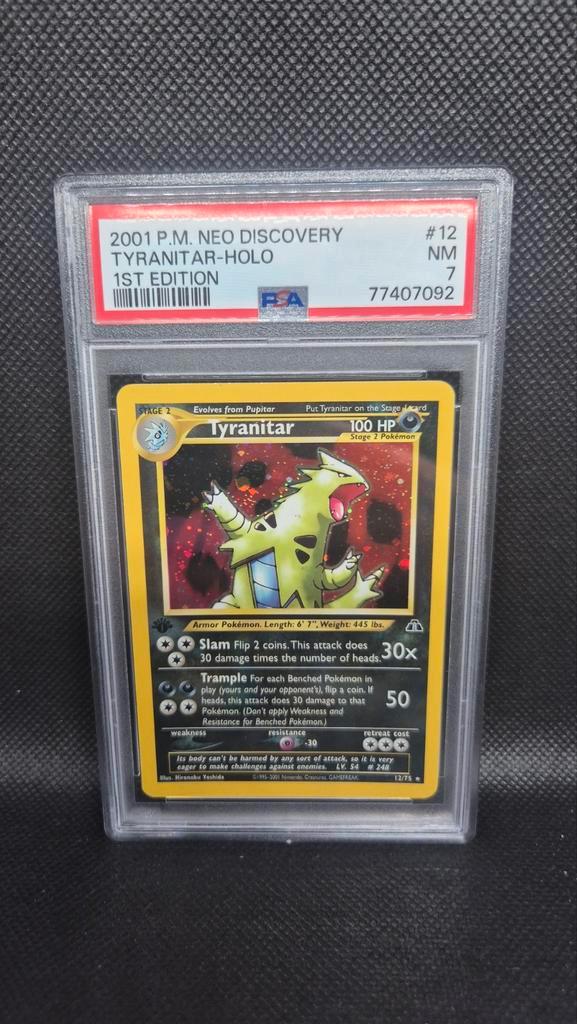 2001 P.M. NEO DISCOVERY #12
TYRANITAR-HOLO NM
1ST EDITION 7
PSA 77407092
STAGE 2 Evolves from Pupitar Put Tyranitar on the Stage 1 card
Tyranitar 100 HP
Stage 2 Pokémon
Armor Pokémon. Length: 6' 7", Weight: 445 lbs.
Slam Flip 2 coins. This attack does
30 damage times the number of heads. 30x
Trample For each Benched Pokémon in
play (yours and your opponent's), flip a coin. If
heads, this attack does 30 damage to that
Pokémon. (Don't apply Weakness and
Resistance for Benched Pokémon.) 50
weakness resistance retreat cost
-30
Its body can't be harmed by any sort of attack, so it is very
eager to make challenges against enemies. LV. 54 # 248
Illus. Hironobu Yoshida ©1995-2001 Nintendo, Creatures, GAMEFREAK. 12/75